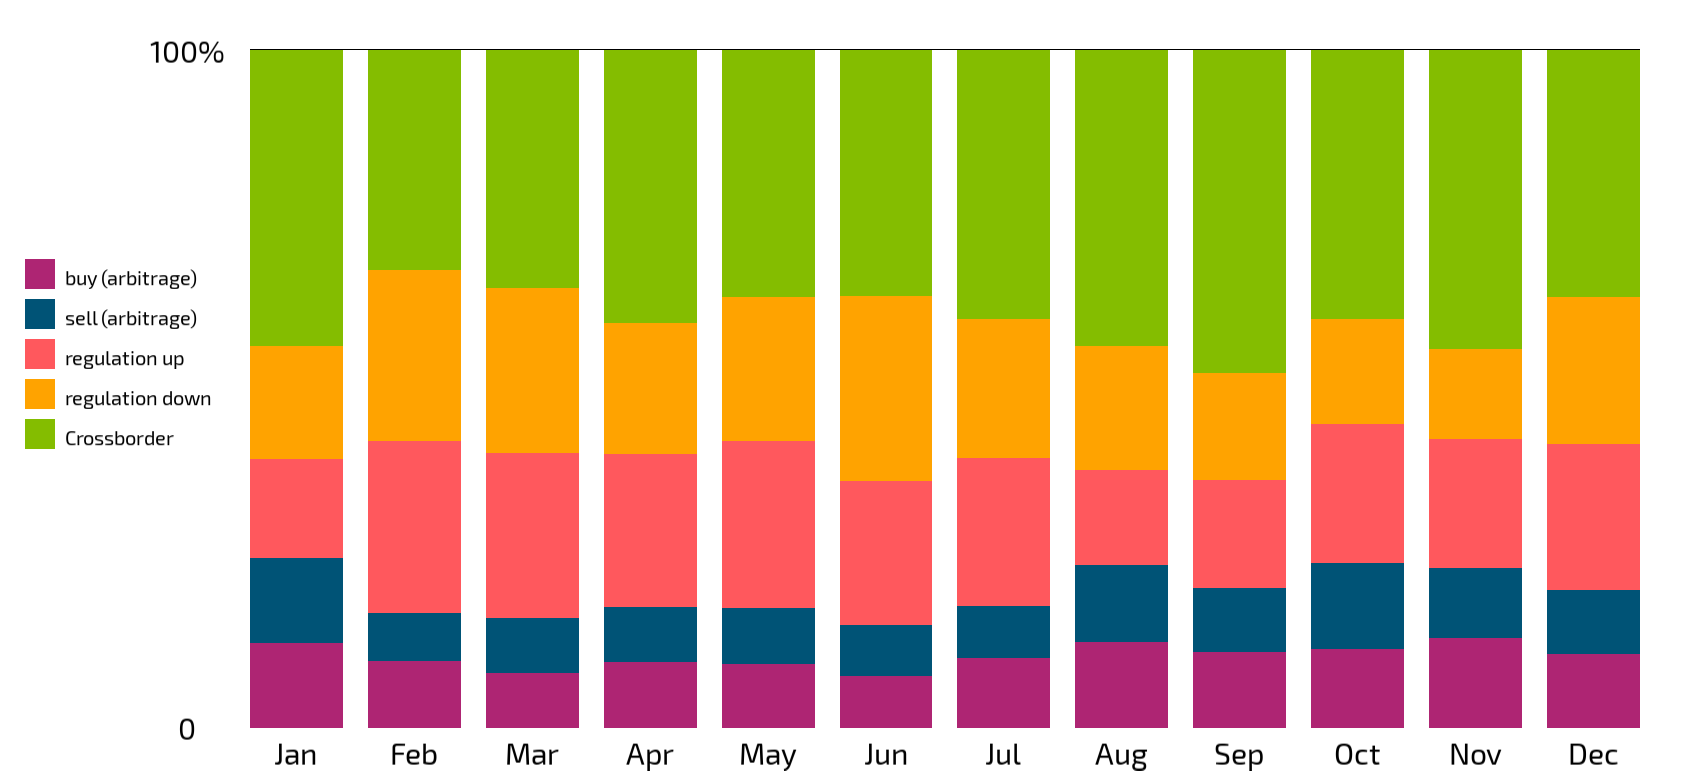 100%
buy (arbitrage)
sell (arbitrage)
regulation up
regulation down
Crossborder
0
Jan Feb Mar Apr May Jun Jul Aug Sep Oct Nov Dec